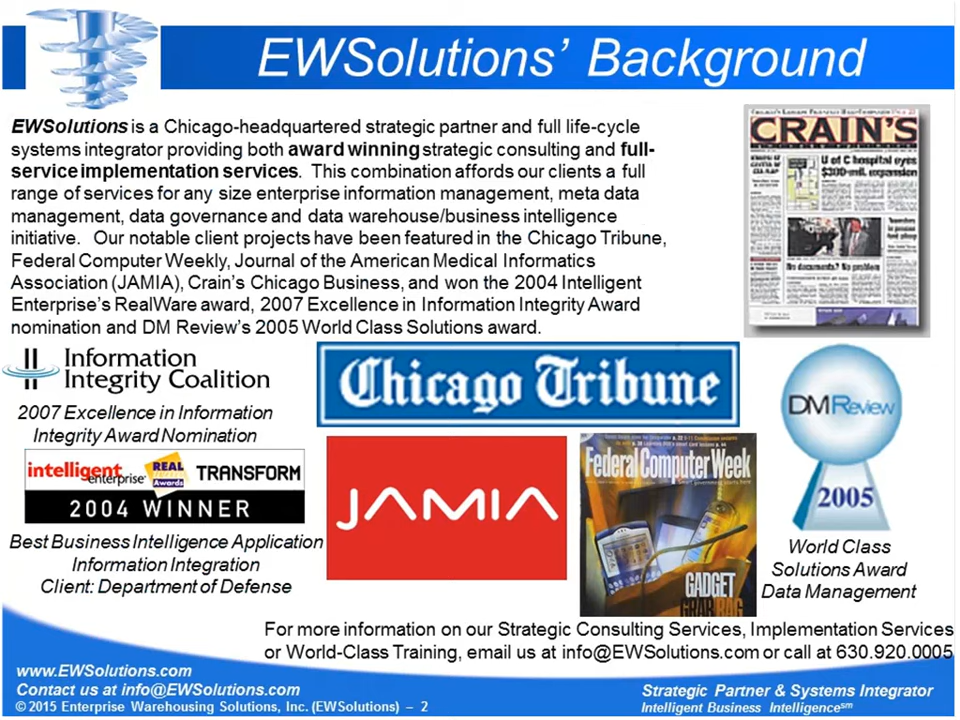 EWSolutions’ Background
EWSolutions is a Chicago-headquartered strategic partner and full life-cycle
systems integrator providing both award winning strategic consulting and full-
service implementation services. This combination affords our clients a full
range of services for any size enterprise information management, meta data
management, data governance and data warehouse/business intelligence
initiative. Our notable client projects have been featured in the Chicago Tribune,
Federal Computer Weekly, Journal of the American Medical Informatics
Association (JAMIA), Crain’s Chicago Business, and won the 2004 Intelligent
Enterprise’s RealWare award, 2007 Excellence in Information Integrity Award
nomination and DM Review’s 2005 World Class Solutions award.
CRAIN'S
U of C hospital eyes
$300-mil. expansion
No documents? No problem
Information
Integrity Coalition
2007 Excellence in Information
Integrity Award Nomination
Chicago Tribune
DMReview
2005
intelligent
enterprise
REAL
Awards
TRANSFORM
2004 WINNER
Best Business Intelligence Application
Information Integration
Client: Department of Defense
JAMIA
Federal Computer Week
GADGET
GRAB BAG
World Class
Solutions Award
Data Management
For more information on our Strategic Consulting Services, Implementation Services
or World-Class Training, email us at info@EWSolutions.com or call at 630.920.0005
www.EWSolutions.com
Contact us at info@EWSolutions.com
© 2015 Enterprise Warehousing Solutions, Inc. (EWSolutions) – 2
Strategic Partner & Systems Integrator
Intelligent Business Intelligence℠